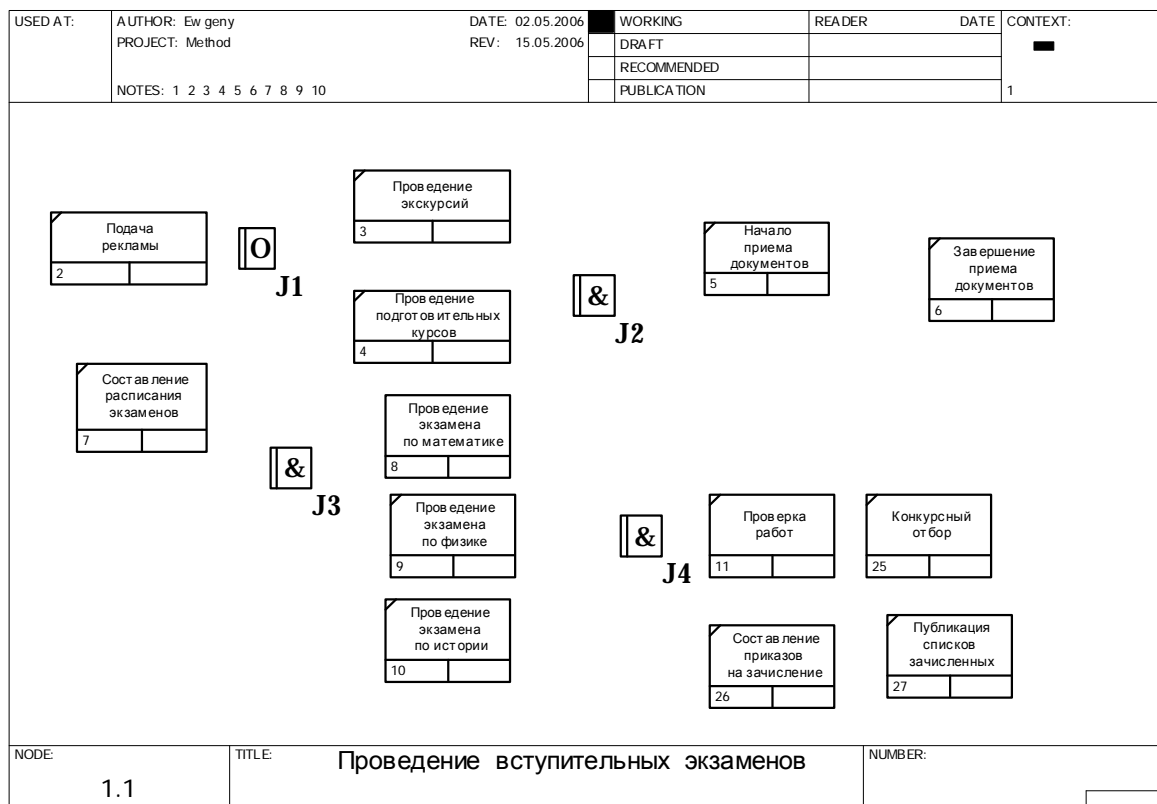 USED AT:
AUTHOR: Ewgeny
DATE: 02.05.2006
WORKING
READER
DATE
CONTEXT:
PROJECT: Method
REV: 15.05.2006
DRAFT
RECOMMENDED
NOTES: 1 2 3 4 5 6 7 8 9 10
PUBLICATION
1
Подача
рекламы
2
O
J1
Проведение
экскурсий
3
Проведение
подготовительных
курсов
4
&
J2
Начало
приема
документов
5
Завершение
приема
документов
6
Составление
расписания
экзаменов
7
&
J3
Проведение
экзамена
по математике
8
Проведение
экзамена
по физике
9
Проведение
экзамена
по истории
10
&
J4
Проверка
работ
11
Конкурсный
отбор
25
Составление
приказов
на зачисление
26
Публикация
списков
зачисленных
27
NODE:
1.1
TITLE:
Проведение вступительных экзаменов
NUMBER: